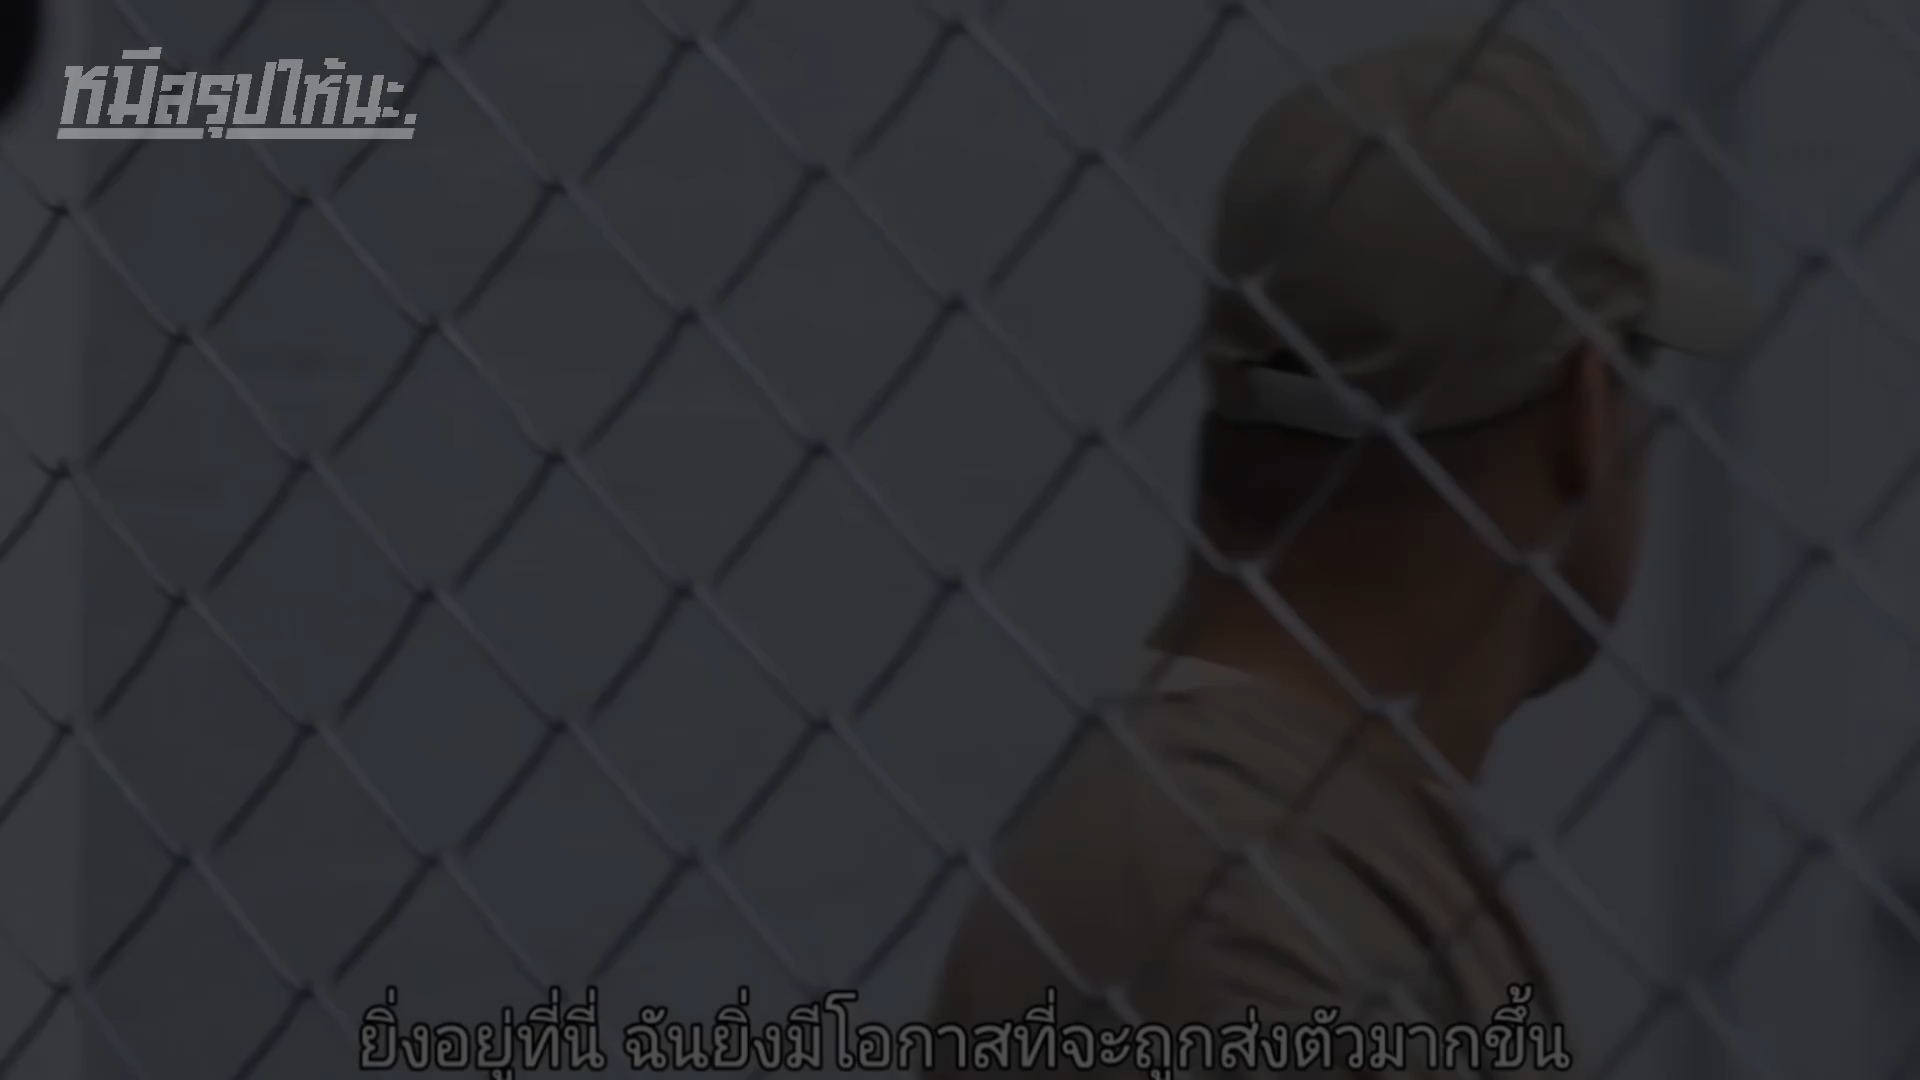 หมีสรุปให้นะ.
ยิ่งอยู่ที่นี่ ฉันยิ่งมีโอกาสที่จะถูกส่งตัวมากขึ้น